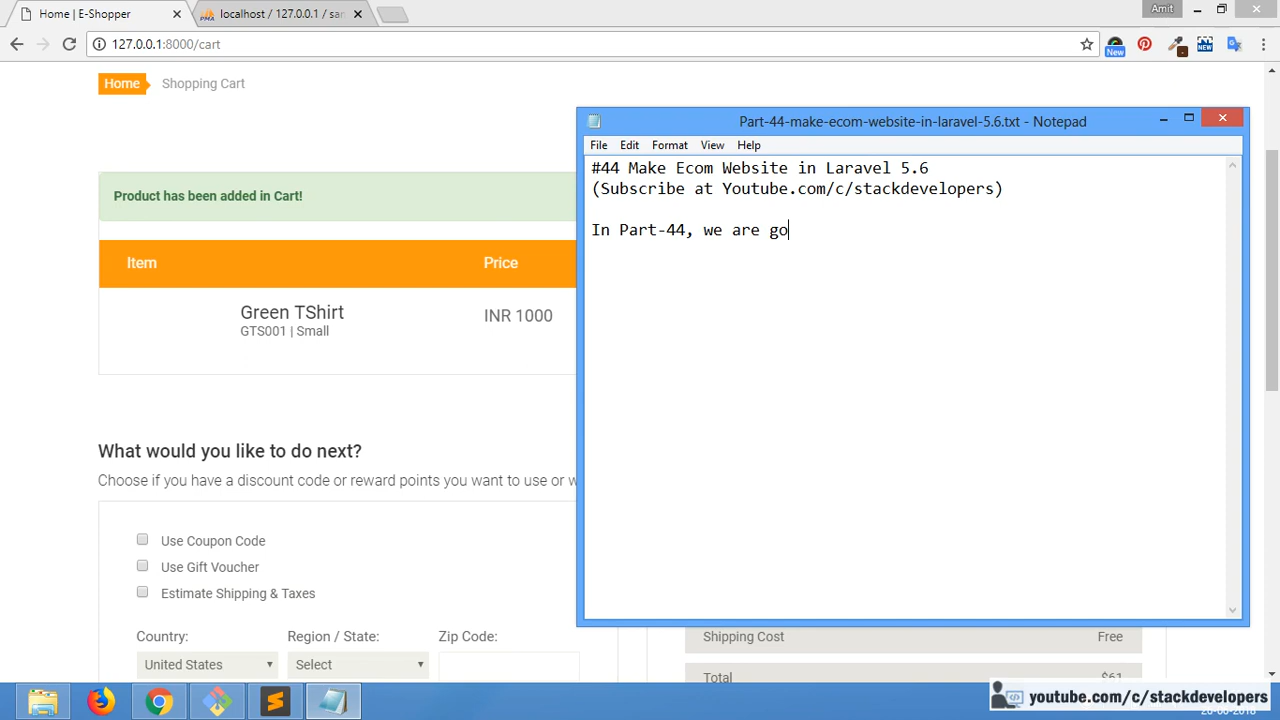 Home | E-Shopper
localhost / 127.0.0.1 / sar
Amit
127.0.0.1:8000/cart
New
NEW
Home
Shopping Cart
Product has been added in Cart!
Item
Price
Green TShirt
INR 1000
GTS001 | Small
What would you like to do next?
Choose if you have a discount code or reward points you want to use or w
Use Coupon Code
Use Gift Voucher
Estimate Shipping & Taxes
Country:
Region / State:
Zip Code:
United States
Select
Part-44-make-ecom-website-in-laravel-5.6.txt - Notepad
File Edit Format View Help
#44 Make Ecom Website in Laravel 5.6
(Subscribe at Youtube.com/c/stackdevelopers)
In Part-44, we are go
Shipping Cost
Free
Total
$61
youtube.com/c/stackdevelopers